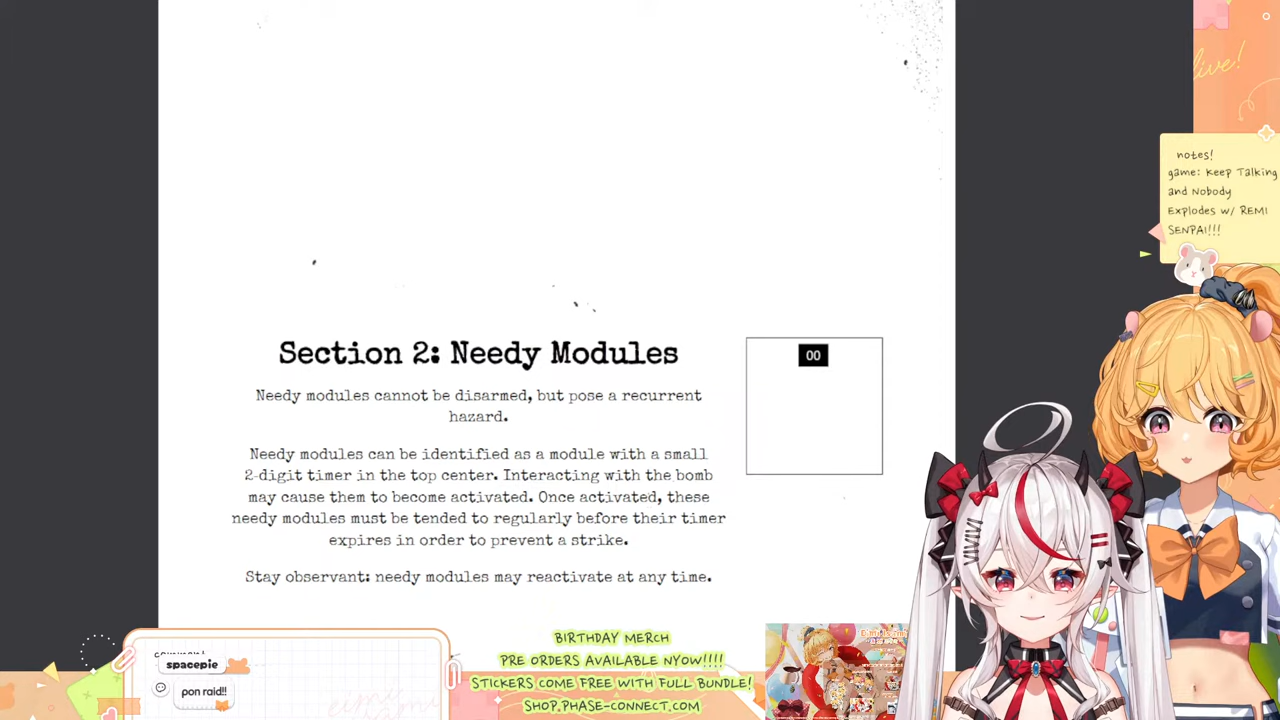 live!
notes!
game: Keep Talking
and Nobody
Explodes w/ REMI
SENPAI!!!
Section 2: Needy Modules
00
Needy modules cannot be disarmed, but pose a recurrent
hazard.
Needy modules can be identified as a module with a small
2-digit timer in the top center. Interacting with the bomb
may cause them to become activated. Once activated, these
needy modules must be tended to regularly before their timer
expires in order to prevent a strike.
Stay observant: needy modules may reactivate at any time.
spacepie
pon raid!!
BIRTHDAY MERCH
PRE ORDERS AVAILABLE NYOW!!!!
STICKERS COME FREE WITH FULL BUNDLE!
SHOP.PHASE-CONNECT.COM